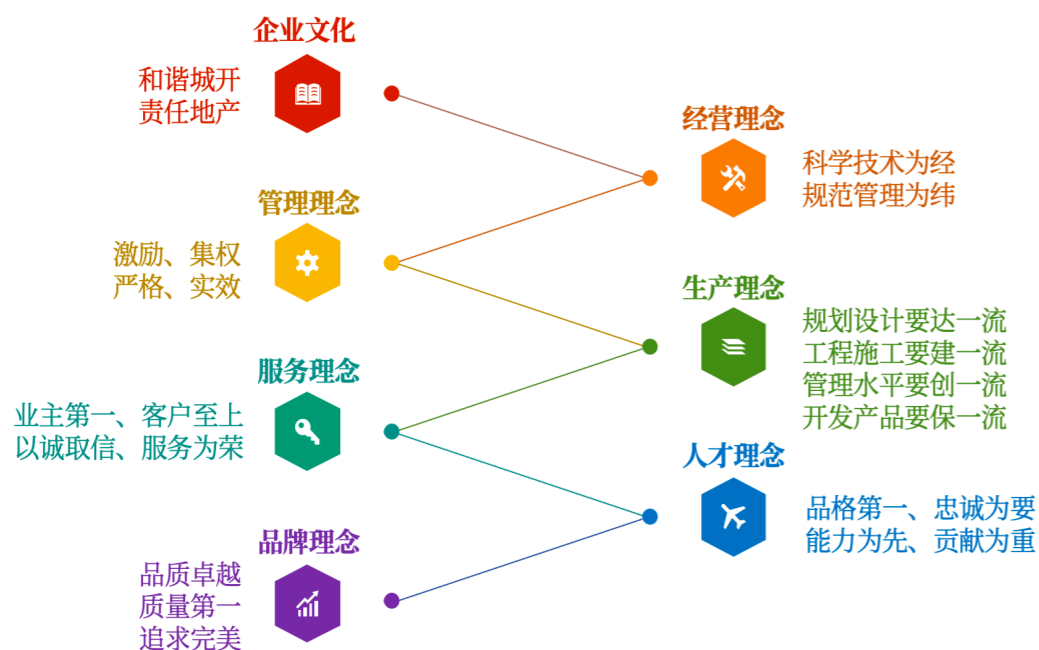 企业文化
和谐城开
责任地产
经营理念
科学技术为经
规范管理为纬
管理理念
激励、集权
严格、实效
生产理念
规划设计要达一流
工程施工要建一流
管理水平要创一流
开发产品要保一流
服务理念
业主第一、客户至上
以诚取信、服务为荣
人才理念
品格第一、忠诚为要
能力为先、贡献为重
品牌理念
品质卓越
质量第一
追求完美